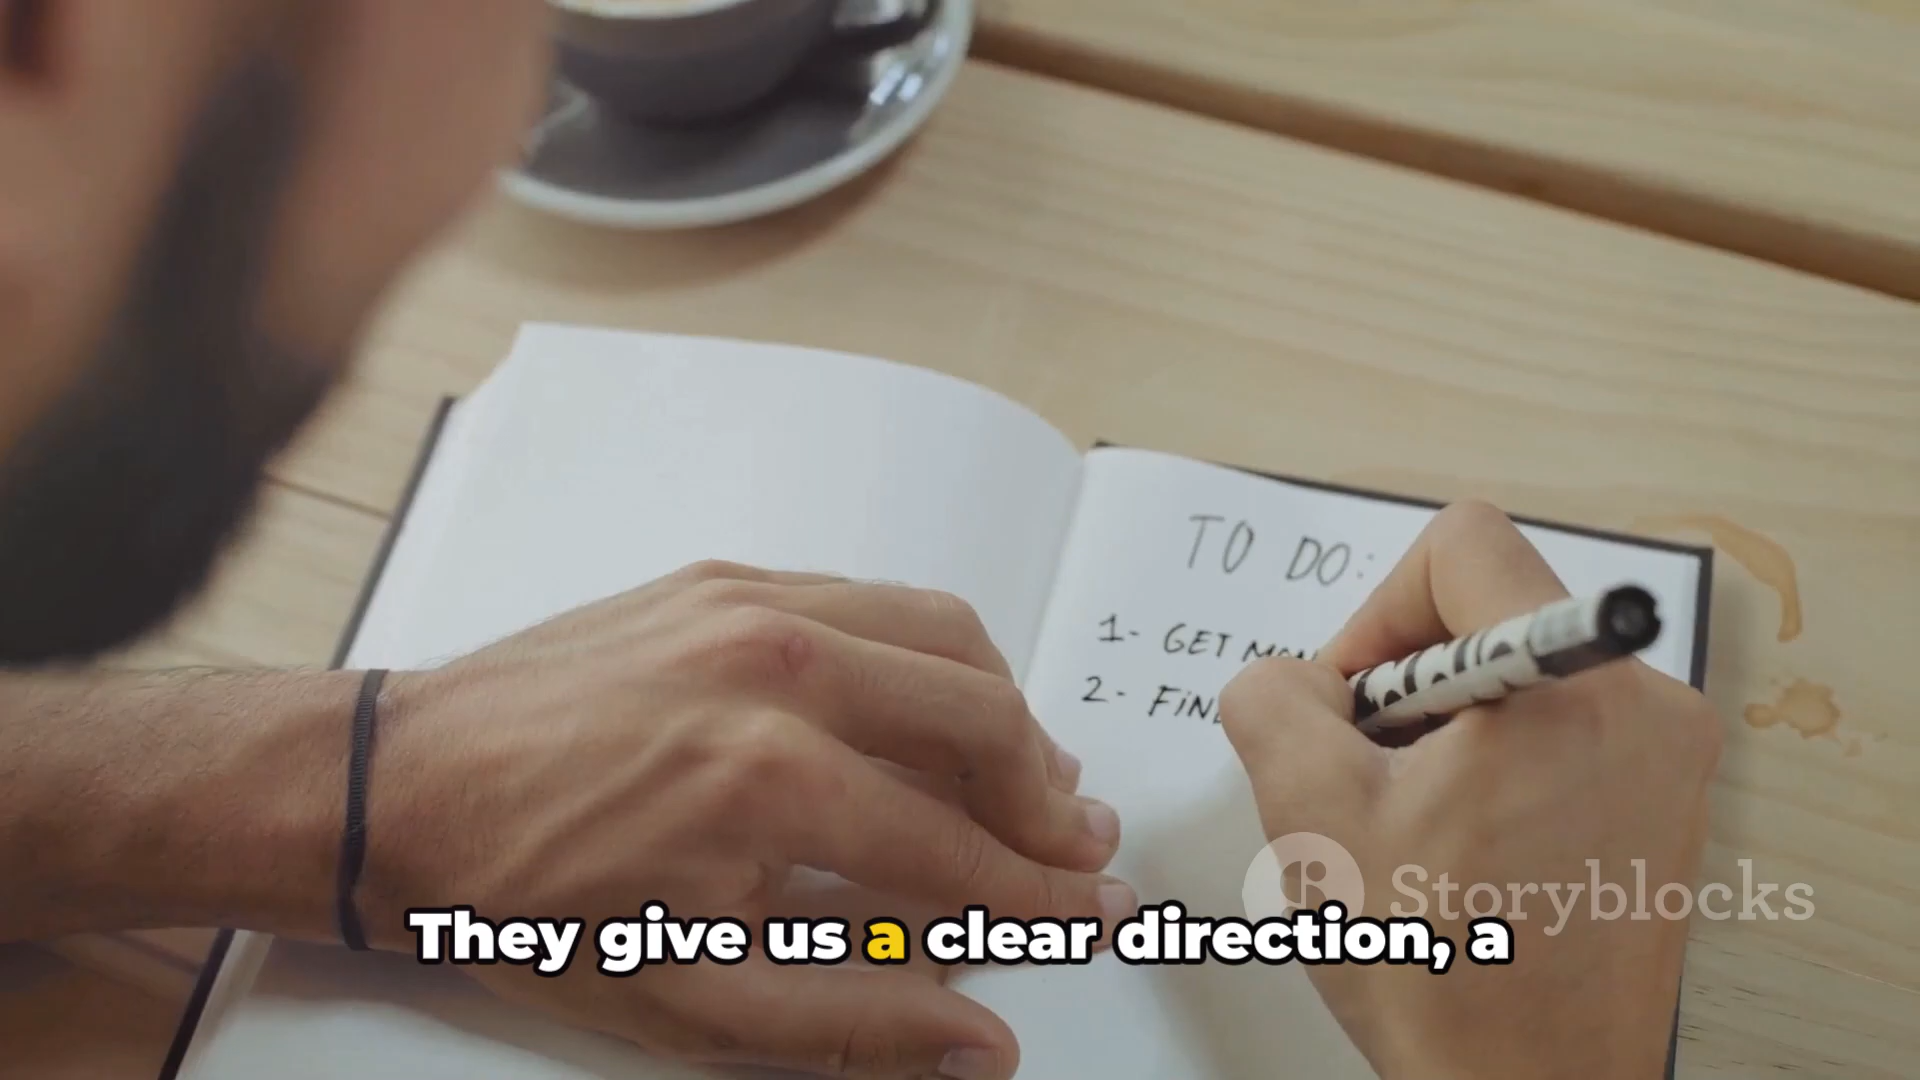 TO DO:
1- GET
2-
Storyblocks
They give us a clear direction, a